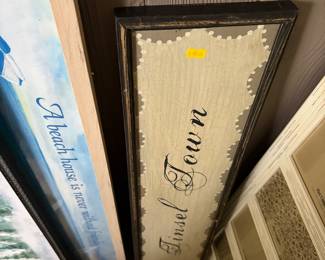 A beach house is never
Tinsel Town